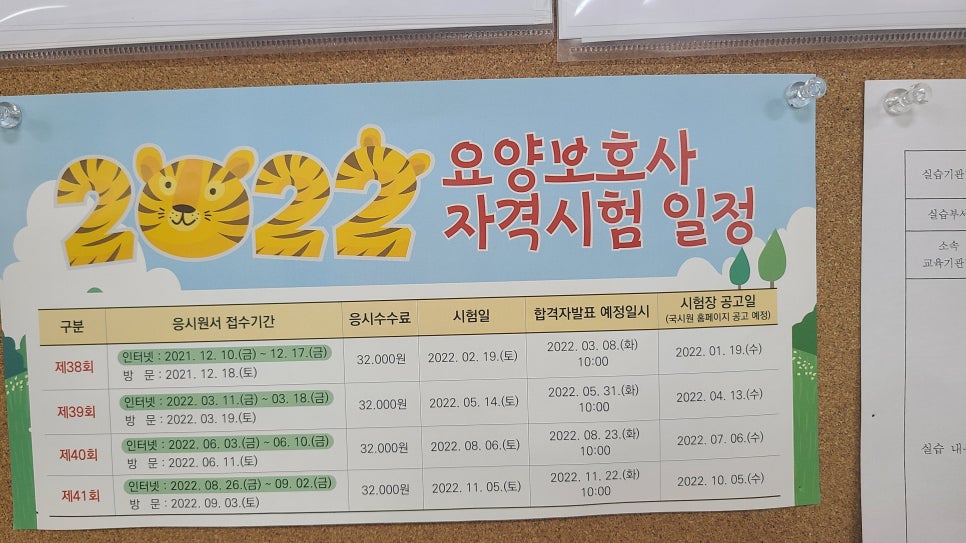 2022
요양보호사
자격시험 일정
구분 응시원서 접수기간 응시수수료 시험일 합격자발표 예정일시 시험장 공고일
(국시원 홈페이지 공고 예정)
제38회 인터넷 : 2021. 12. 10.(금) ~ 12. 17.(금) 32.000원 2022. 02. 19.(토) 2022. 03. 08.(화) 2022. 01. 19.(수)
방 문 : 2021. 12. 18.(토) 10:00
제39회 인터넷 : 2022. 03. 11.(금) ~ 03. 18.(금) 32.000원 2022. 05. 14.(토) 2022. 05. 31.(화) 2022. 04. 13.(수)
방 문 : 2022. 03. 19.(토) 10:00
제40회 인터넷 : 2022. 06. 03.(금) ~ 06. 10.(금) 32.000원 2022. 08. 06.(토) 2022. 08. 23.(화) 2022. 07. 06.(수)
방 문 : 2022. 06. 11.(토) 10:00
제41회 인터넷 : 2022. 08. 26.(금) ~ 09. 02.(금) 32.000원 2022. 11. 05.(토) 2022. 11. 22.(화) 2022. 10. 05.(수)
방 문 : 2022. 09. 03.(토) 10:00
실습기관
실습부서
소속
교육기관
실습